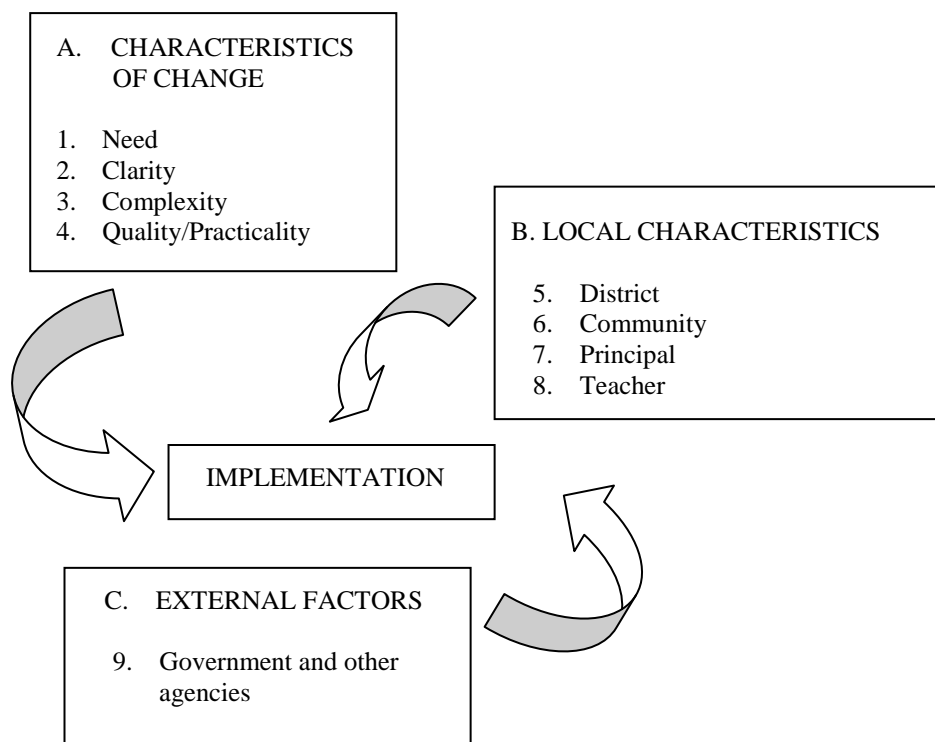 A. CHARACTERISTICS
OF CHANGE
1. Need
2. Clarity
3. Complexity
4. Quality/Practicality
B. LOCAL CHARACTERISTICS
5. District
6. Community
7. Principal
8. Teacher
IMPLEMENTATION
C. EXTERNAL FACTORS
9. Government and other
agencies